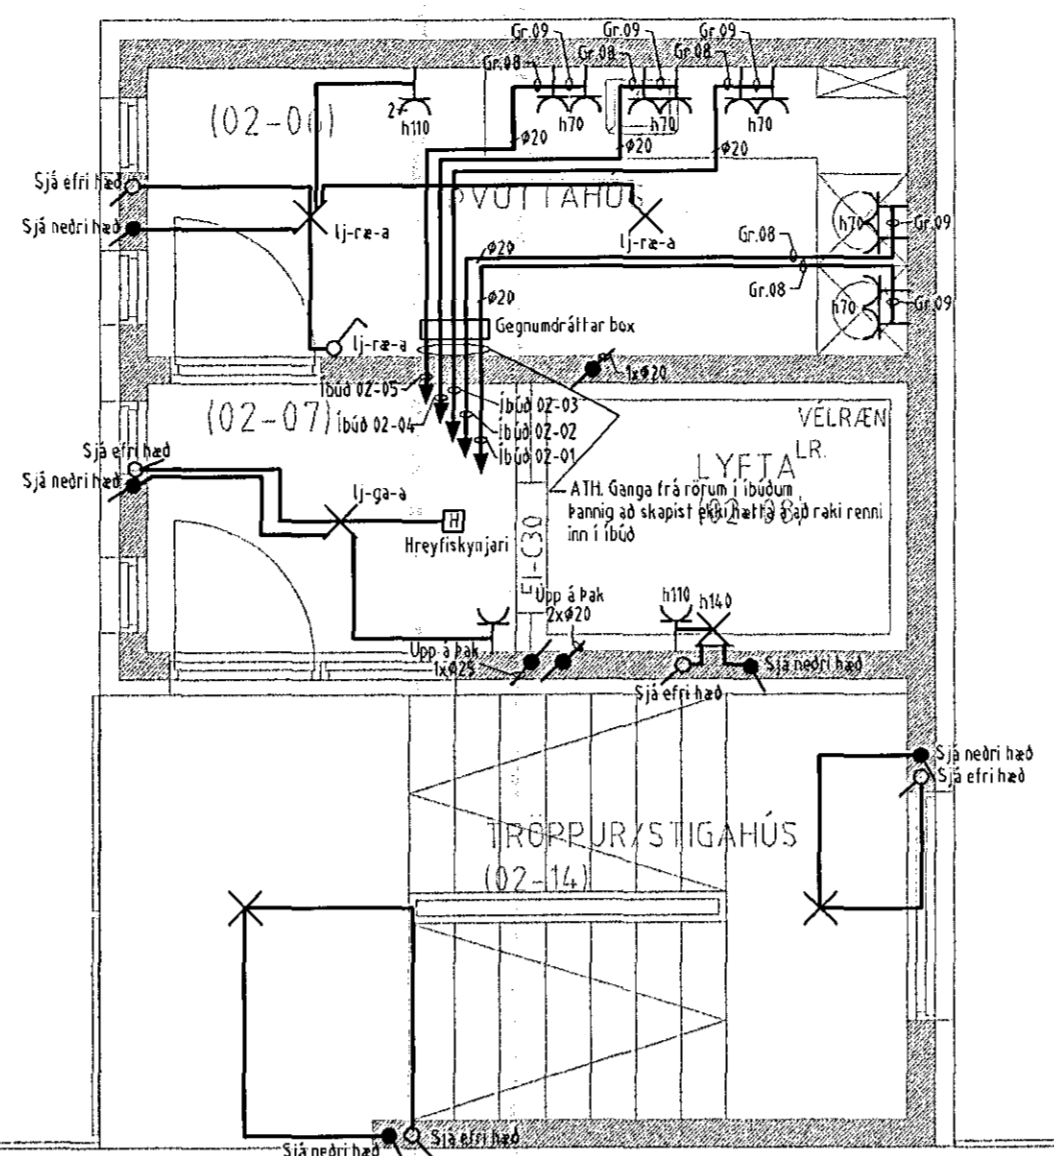 Gr.09
Gr.09
Gr.09
Gr.08
Gr.08
Gr.08
(02-06)
2
h110
h70
h70
h70
ø20
ø20
ø20
Sjá efri hæð
ÞVOTTAHÚS
Sjá neðri hæð
lj-ræ-a
lj-ræ-a
h70
Gr.09
Gr.08
ø20
Gr.08
ø20
h70
Gr.09
Gegnumdráttar box
lj-ræ-a
1xø20
Íbúð 02-05
Íbúð 02-03
(02-07)
Íbúð 02-04
Íbúð 02-02
Íbúð 02-01
VÉLRÆN
LR.
Sjá efri hæð
Sjá neðri hæð
LYFTA
lj-ga-a
ATH. Ganga frá rörum í íbúðum
þannig að skapist ekki hætta á að raki renni
inn í íbúð
H
Hreyfiskynjari
EI-C30
Upp á þak
2xø20
h110
h140
Upp á þak
1xø25
Sjá neðri hæð
Sjá efri hæð
Sjá neðri hæð
Sjá efri hæð
TRÖPPUR/STIGAHÚS
(02-14)
Sjá efri hæð
Sjá neðri hæð